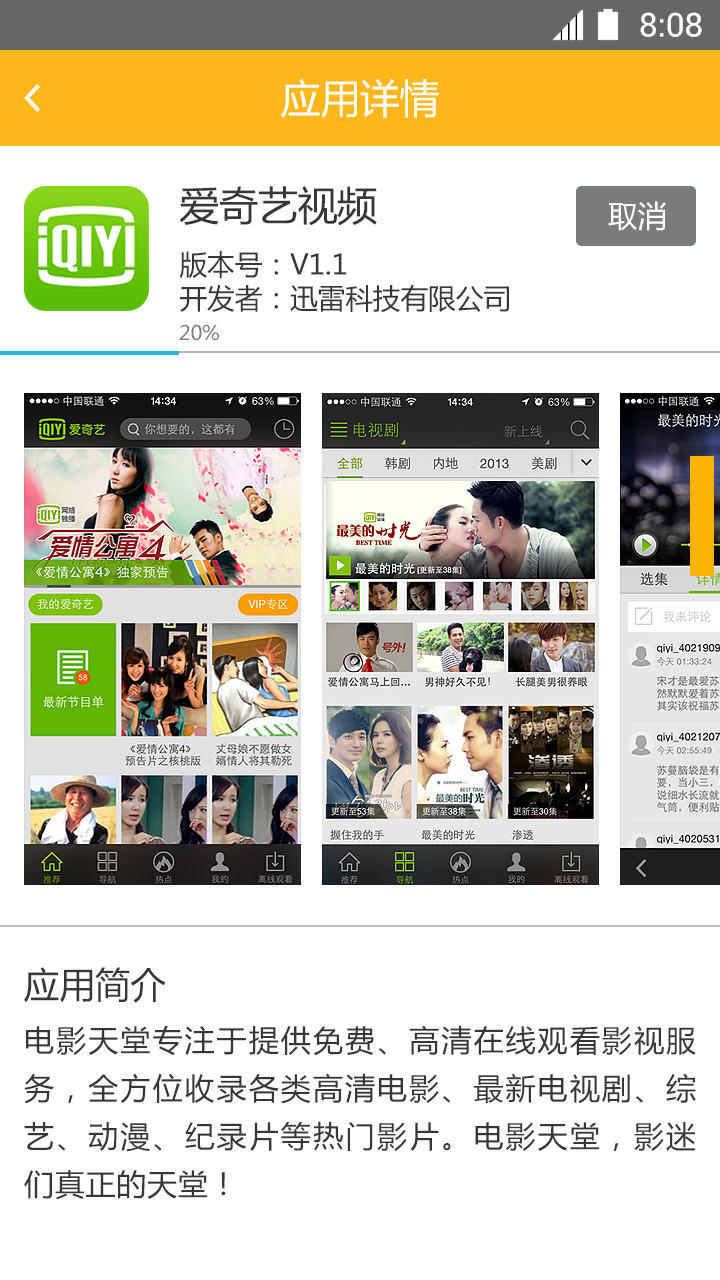 8:08
应用详情
iQIYI
爱奇艺视频
取消
版本号：V1.1
开发者：迅雷科技有限公司
20%
中国联通 14:34 63%
iQIYI 爱奇艺 你想要的，这都有
iQIYI 网络独播
爱情公寓4
《爱情公寓4》独家预告
我的爱奇艺 VIP专区
58
最新节目单
《爱情公寓4》
预告片之核桃版
丈母娘不愿做女
婿情人将其勒死
推荐 导航 热点 我的 离线观看
中国联通 14:34 63%
电视剧 新上线
全部 韩剧 内地 2013 美剧
iQIYI
最美的时光
BEST TIME
最美的时光[更新至38集]
号外!
爱情公寓马上回... 男神好久不见！ 长腿美男很养眼
BEST TIME
最美的时光
渗透
更新至53集 更新至38集 更新至30集
握住我的手 最美的时光 渗透
推荐 导航 热点 我的 离线观看
中国联通
最美的时光
选集 详情
我来评论
qiyi_4021909
今天 01:33:24
宋才是最爱苏
然默默爱着苏
其实该祝福苏
qiyi_4021207
今天 02:55:49
苏蔓脑袋是有
要，当小三，
说细水长流就
气筒，便利贴
qiyi_4020531
应用简介
电影天堂专注于提供免费、高清在线观看影视服
务，全方位收录各类高清电影、最新电视剧、综
艺、动漫、纪录片等热门影片。电影天堂，影迷
们真正的天堂！